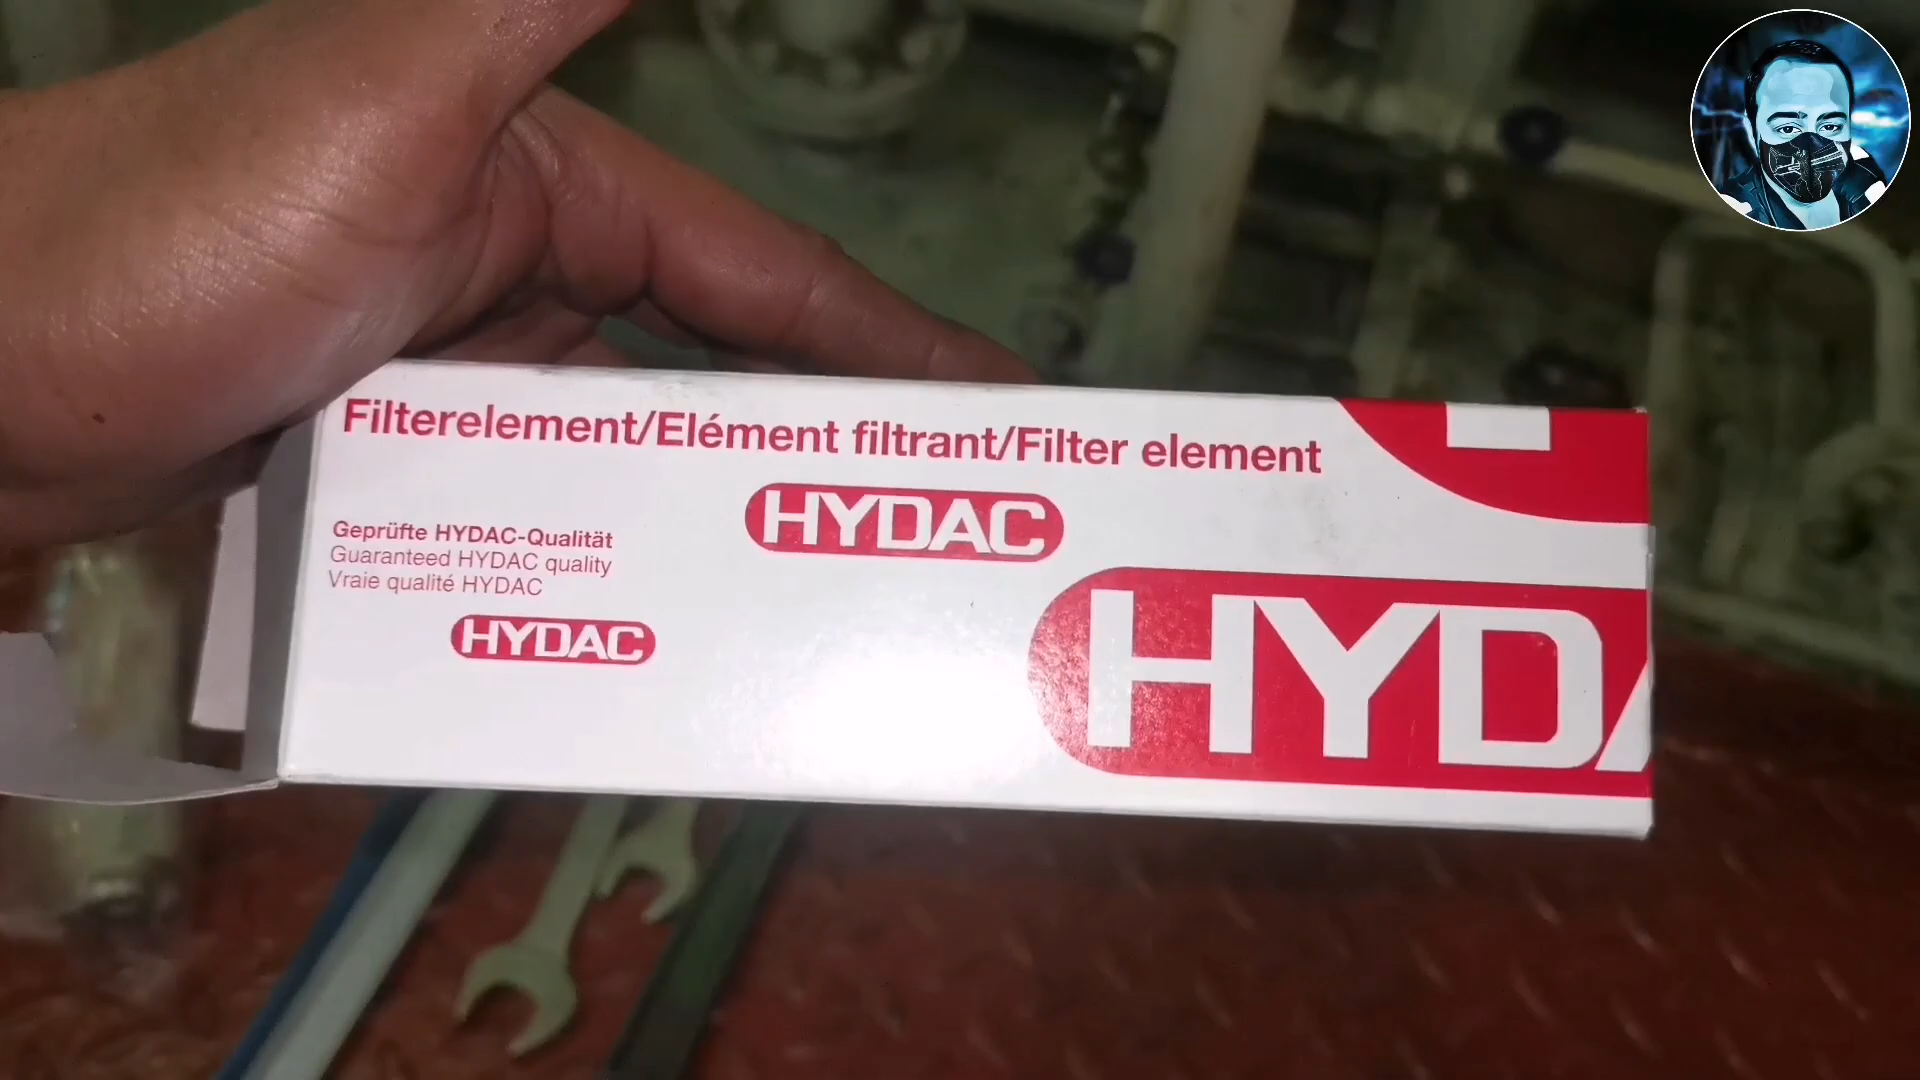 Filterelement/Elément filtrant/Filter element
HYDAC
Geprüfte HYDAC-Qualität
Guaranteed HYDAC quality
Vraie qualité HYDAC
HYDAC
HYD